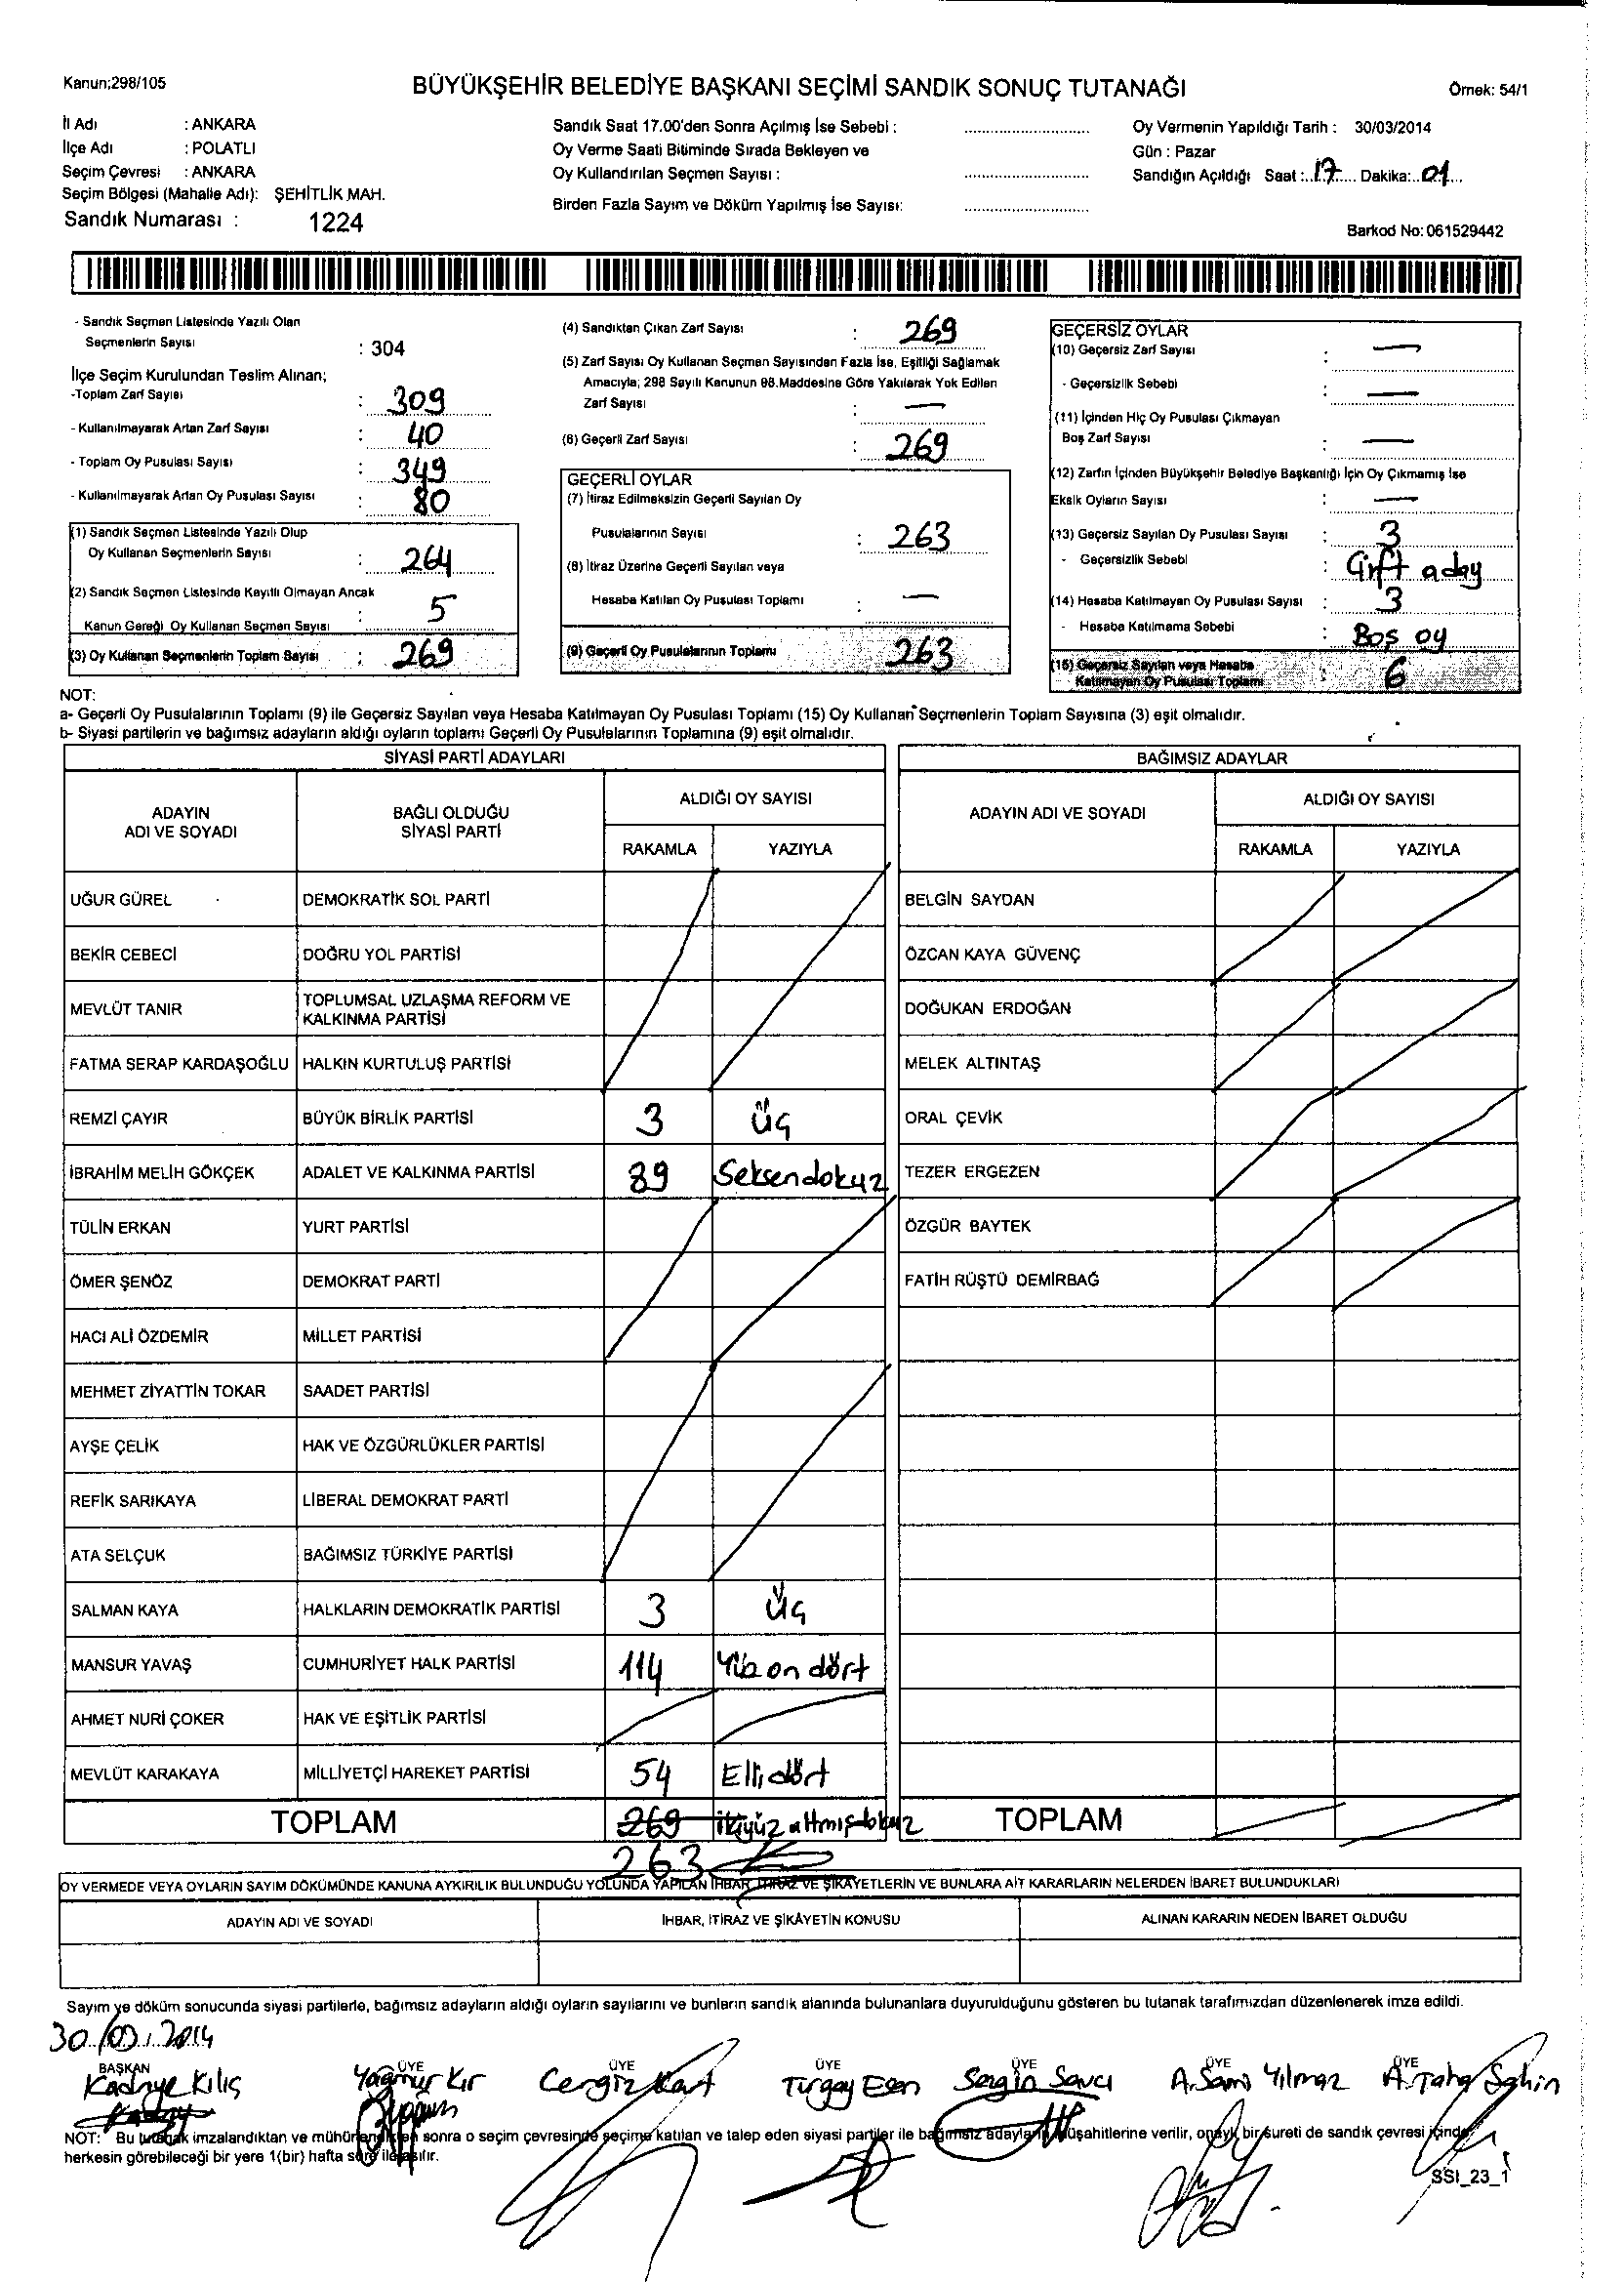 Kanun;298/105
BÜYÜKŞEHİR BELEDİYE BAŞKANI SEÇİMİ SANDIK SONUÇ TUTANAĞI
Örnek: 54/1
İl Adı : ANKARA
İlçe Adı : POLATLI
Seçim Çevresi : ANKARA
Seçim Bölgesi (Mahalle Adı): ŞEHİTLİK MAH.
Sandık Numarası : 1224
Sandık Saat 17.00'den Sonra Açılmış İse Sebebi :
Oy Verme Saati Bitiminde Sırada Bekleyen ve
Oy Kullandırılan Seçmen Sayısı :
Birden Fazla Sayım ve Döküm Yapılmış İse Sayısı:
Oy Vermenin Yapıldığı Tarih : 30/03/2014
Gün : Pazar
Sandığın Açıldığı Saat :..17.... Dakika:..01...
Barkod No: 061529442
- Sandık Seçmen Listesinde Yazılı Olan
Seçmenlerin Sayısı : 304
İlçe Seçim Kurulundan Teslim Alınan;
-Toplam Zarf Sayısı : 309
- Kullanılmayarak Artan Zarf Sayısı : 40
- Toplam Oy Pusulası Sayısı : 349
- Kullanılmayarak Artan Oy Pusulası Sayısı : 80
(1) Sandık Seçmen Listesinde Yazılı Olup
Oy Kullanan Seçmenlerin Sayısı : 264
(2) Sandık Seçmen Listesinde Kayıtlı Olmayan Ancak
Kanun Gereği Oy Kullanan Seçmen Sayısı : 5
(3) Oy Kullanan Seçmenlerin Toplam Sayısı : 269
(4) Sandıktan Çıkan Zarf Sayısı : 269
(5) Zarf Sayısı Oy Kullanan Seçmen Sayısından Fazla İse, Eşitliği Sağlamak
Amacıyla; 298 Sayılı Kanunun 98.Maddesine Göre Yakılarak Yok Edilen
Zarf Sayısı : —
(6) Geçerli Zarf Sayısı : 269
GEÇERLİ OYLAR
(7) İtiraz Edilmeksizin Geçerli Sayılan Oy
Pusulalarının Sayısı : 263
(8) İtiraz Üzerine Geçerli Sayılan veya
Hesaba Katılan Oy Pusulası Toplamı : —
(9) Geçerli Oy Pusulalarının Toplamı 263
GEÇERSİZ OYLAR
(10) Geçersiz Zarf Sayısı : —
- Geçersizlik Sebebi : —
(11) İçinden Hiç Oy Pusulası Çıkmayan
Boş Zarf Sayısı : —
(12) Zarfın İçinden Büyükşehir Belediye Başkanlığı İçin Oy Çıkmamış İse
Eksik Oyların Sayısı : —
(13) Geçersiz Sayılan Oy Pusulası Sayısı : 3
- Geçersizlik Sebebi : Çift aday
(14) Hesaba Katılmayan Oy Pusulası Sayısı : 3
- Hesaba Katılmama Sebebi : Boş oy
(15) Geçersiz Sayılan veya Hesaba
Katılmayan Oy Pusulası Toplamı : 6
NOT:
a- Geçerli Oy Pusulalarının Toplamı (9) ile Geçersiz Sayılan veya Hesaba Katılmayan Oy Pusulası Toplamı (15) Oy Kullanan Seçmenlerin Toplam Sayısına (3) eşit olmalıdır.
b- Siyasi partilerin ve bağımsız adayların aldığı oyların toplamı Geçerli Oy Pusulalarının Toplamına (9) eşit olmalıdır.
SİYASİ PARTİ ADAYLARI
ADAYIN ADI VE SOYADI
BAĞLI OLDUĞU SİYASİ PARTİ
ALDIĞI OY SAYISI
RAKAMLA YAZIYLA
UĞUR GÜREL DEMOKRATİK SOL PARTİ
BEKİR CEBECİ DOĞRU YOL PARTİSİ
MEVLÜT TANIR TOPLUMSAL UZLAŞMA REFORM VE KALKINMA PARTİSİ
FATMA SERAP KARDAŞOĞLU HALKIN KURTULUŞ PARTİSİ
REMZİ ÇAYIR BÜYÜK BİRLİK PARTİSİ 3 Üç
İBRAHİM MELİH GÖKÇEK ADALET VE KALKINMA PARTİSİ 89 Seksendokuz
TÜLİN ERKAN YURT PARTİSİ
ÖMER ŞENÖZ DEMOKRAT PARTİ
HACI ALİ ÖZDEMİR MİLLET PARTİSİ
MEHMET ZİYATTİN TOKAR SAADET PARTİSİ
AYŞE ÇELİK HAK VE ÖZGÜRLÜKLER PARTİSİ
REFİK SARIKAYA LİBERAL DEMOKRAT PARTİ
ATA SELÇUK BAĞIMSIZ TÜRKİYE PARTİSİ
SALMAN KAYA HALKLARIN DEMOKRATİK PARTİSİ 3 Üç
MANSUR YAVAŞ CUMHURİYET HALK PARTİSİ 114 Yüz on dört
AHMET NURİ ÇOKER HAK VE EŞİTLİK PARTİSİ
MEVLÜT KARAKAYA MİLLİYETÇİ HAREKET PARTİSİ 54 Elli dört
TOPLAM 269 ikiyüz altmışdokuz
263
BAĞIMSIZ ADAYLAR
ADAYIN ADI VE SOYADI
ALDIĞI OY SAYISI
RAKAMLA YAZIYLA
BELGİN SAYDAN
ÖZCAN KAYA GÜVENÇ
DOĞUKAN ERDOĞAN
MELEK ALTINTAŞ
ORAL ÇEVİK
TEZER ERGEZEN
ÖZGÜR BAYTEK
FATİH RÜŞTÜ DEMİRBAĞ
TOPLAM
OY VERMEDE VEYA OYLARIN SAYIM DÖKÜMÜNDE KANUNA AYKIRILIK BULUNDUĞU YOLUNDA YAPILAN İHBAR, İTİRAZ VE ŞİKAYETLERİN VE BUNLARA AİT KARARLARIN NELERDEN İBARET BULUNDUKLARI
ADAYIN ADI VE SOYADI
İHBAR, İTİRAZ VE ŞİKÂYETİN KONUSU
ALINAN KARARIN NEDEN İBARET OLDUĞU
Sayım ve döküm sonucunda siyasi partilerle, bağımsız adayların aldığı oyların sayılarını ve bunların sandık alanında bulunanlara duyurulduğunu gösteren bu tutanak tarafımızdan düzenlenerek imza edildi.
30/03/2014
BAŞKAN ÜYE ÜYE ÜYE ÜYE ÜYE ÜYE
Kadriye Kılıç Yağmur Kır Cengiz Kart Turgay Esen Sezgin Savcı A.Sami Yılmaz A.Taha Şahin
NOT: Bu tutanak imzalandıktan ve mühürlendikten sonra o seçim çevresinde seçime katılan ve talep eden siyasi partiler ile bağımsız adayların müşahitlerine verilir, onaylı bir sureti de sandık çevresi içinde
herkesin görebileceği bir yere 1(bir) hafta süre ile asılır.
SSI_23_1